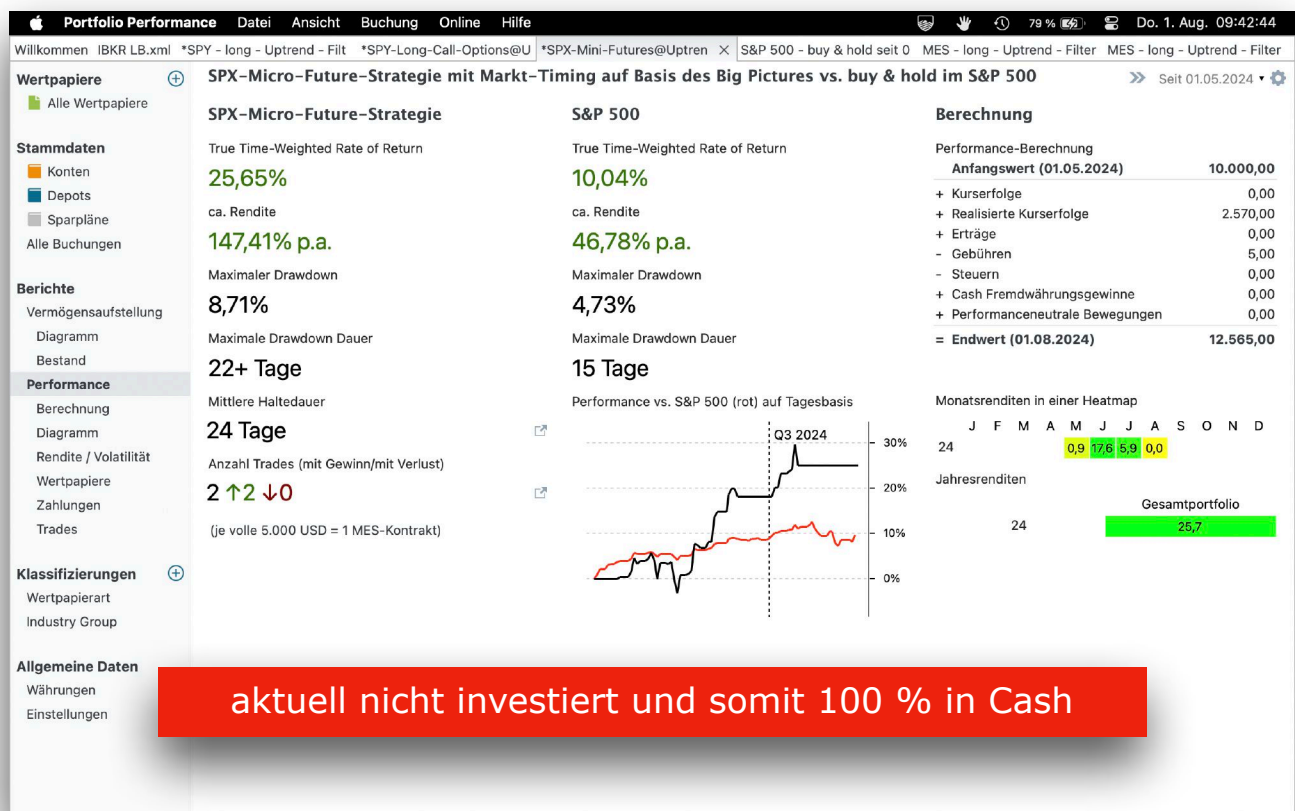 Portfolio Performance Datei Ansicht Buchung Online Hilfe 79 % Do. 1. Aug. 09:42:44
Willkommen IBKR LB.xml *SPY - long - Uptrend - Filt *SPY-Long-Call-Options@U *SPX-Mini-Futures@Uptren × S&P 500 - buy & hold seit 0 MES - long - Uptrend - Filter MES - long - Uptrend - Filter
Wertpapiere
Alle Wertpapiere
Stammdaten
Konten
Depots
Sparpläne
Alle Buchungen
Berichte
Vermögensaufstellung
Diagramm
Bestand
Performance
Berechnung
Diagramm
Rendite / Volatilität
Wertpapiere
Zahlungen
Trades
Klassifizierungen
Wertpapierart
Industry Group
Allgemeine Daten
Währungen
Einstellungen
SPX-Micro-Future-Strategie mit Markt-Timing auf Basis des Big Pictures vs. buy & hold im S&P 500
Seit 01.05.2024
SPX-Micro-Future-Strategie
True Time-Weighted Rate of Return
25,65%
ca. Rendite
147,41% p.a.
Maximaler Drawdown
8,71%
Maximale Drawdown Dauer
22+ Tage
Mittlere Haltedauer
24 Tage
Anzahl Trades (mit Gewinn/mit Verlust)
2 ↑2 ↓0
(je volle 5.000 USD = 1 MES-Kontrakt)
S&P 500
True Time-Weighted Rate of Return
10,04%
ca. Rendite
46,78% p.a.
Maximaler Drawdown
4,73%
Maximale Drawdown Dauer
15 Tage
Performance vs. S&P 500 (rot) auf Tagesbasis
Q3 2024
30%
20%
10%
0%
Berechnung
Performance-Berechnung
Anfangswert (01.05.2024) 10.000,00
+ Kurserfolge 0,00
+ Realisierte Kurserfolge 2.570,00
+ Erträge 0,00
- Gebühren 5,00
- Steuern 0,00
+ Cash Fremdwährungsgewinne 0,00
+ Performanceneutrale Bewegungen 0,00
= Endwert (01.08.2024) 12.565,00
Monatsrenditen in einer Heatmap
J F M A M J J A S O N D
24 0,9 17,6 5,9 0,0
Jahresrenditen
Gesamtportfolio
24 25,7
aktuell nicht investiert und somit 100 % in Cash